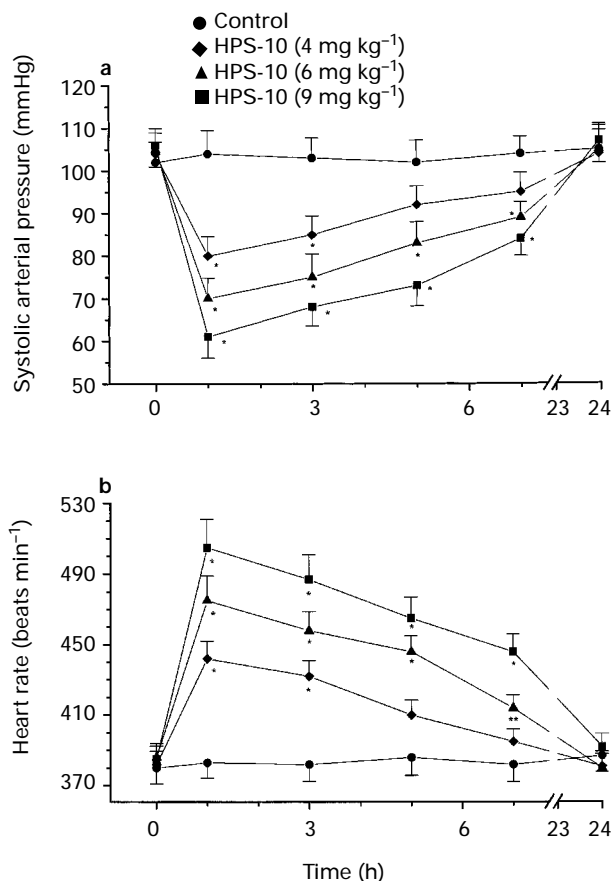 Control
HPS-10 (4 mg kg⁻¹)
HPS-10 (6 mg kg⁻¹)
HPS-10 (9 mg kg⁻¹)
a
Systolic arterial pressure (mmHg)
120
110
100
90
80
70
60
50
0 3 6 23 24
* * * * * * * * * *
b
Heart rate (beats min⁻¹)
530
490
450
410
370
* * * * * * * * ** *
0 3 6 23 24
Time (h)